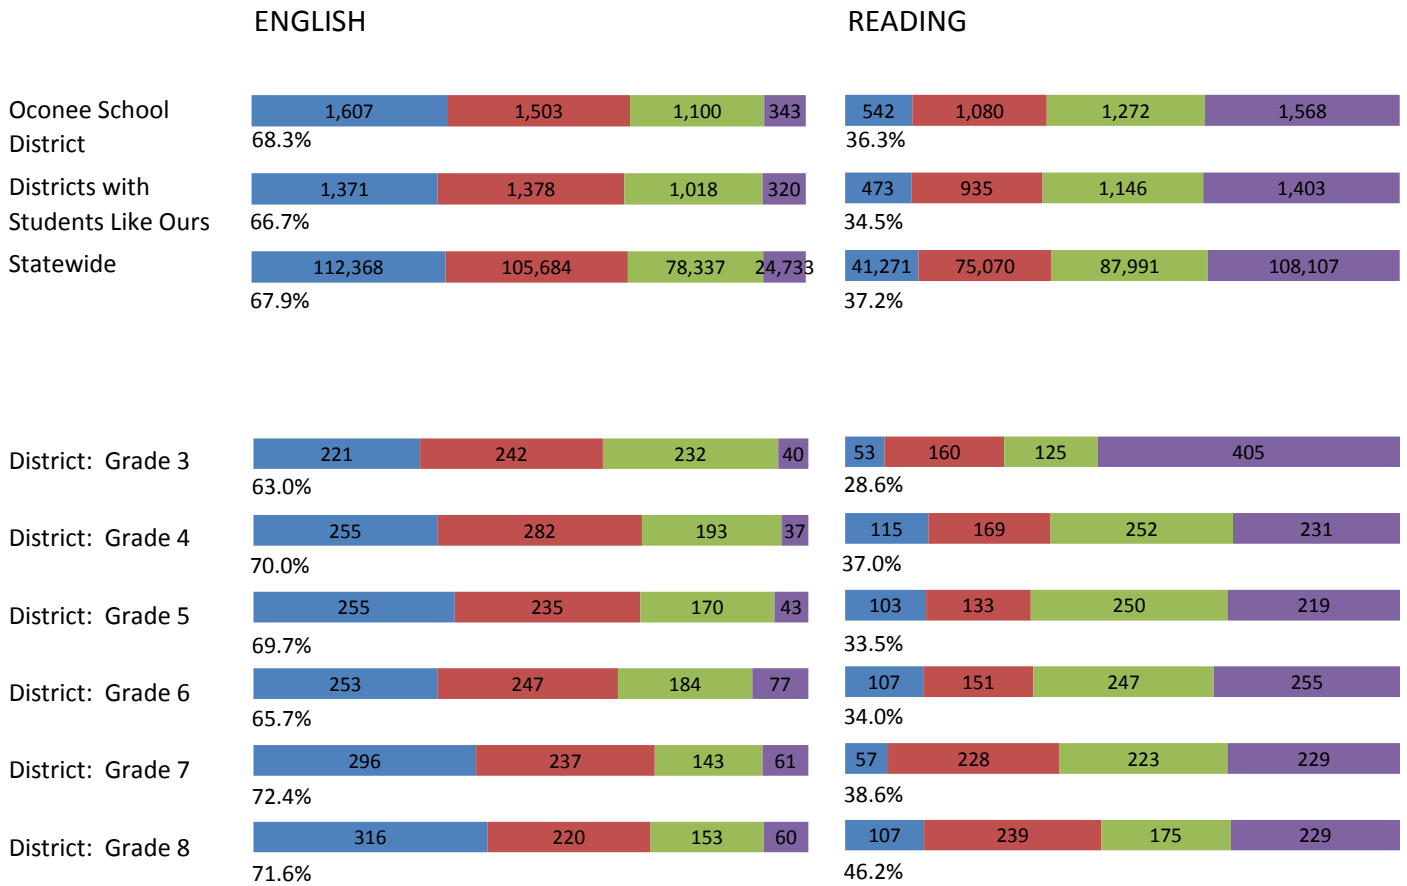 ENGLISH READING
Oconee School
District
1,607 1,503 1,100 343 542 1,080 1,272 1,568
68.3% 36.3%
Districts with
Students Like Ours
1,371 1,378 1,018 320 473 935 1,146 1,403
66.7% 34.5%
Statewide 112,368 105,684 78,337 24,733 41,271 75,070 87,991 108,107
67.9% 37.2%
District: Grade 3 221 242 232 40 53 160 125 405
63.0% 28.6%
District: Grade 4 255 282 193 37 115 169 252 231
70.0% 37.0%
District: Grade 5 255 235 170 43 103 133 250 219
69.7% 33.5%
District: Grade 6 253 247 184 77 107 151 247 255
65.7% 34.0%
District: Grade 7 296 237 143 61 57 228 223 229
72.4% 38.6%
District: Grade 8 316 220 153 60 107 239 175 229
71.6% 46.2%